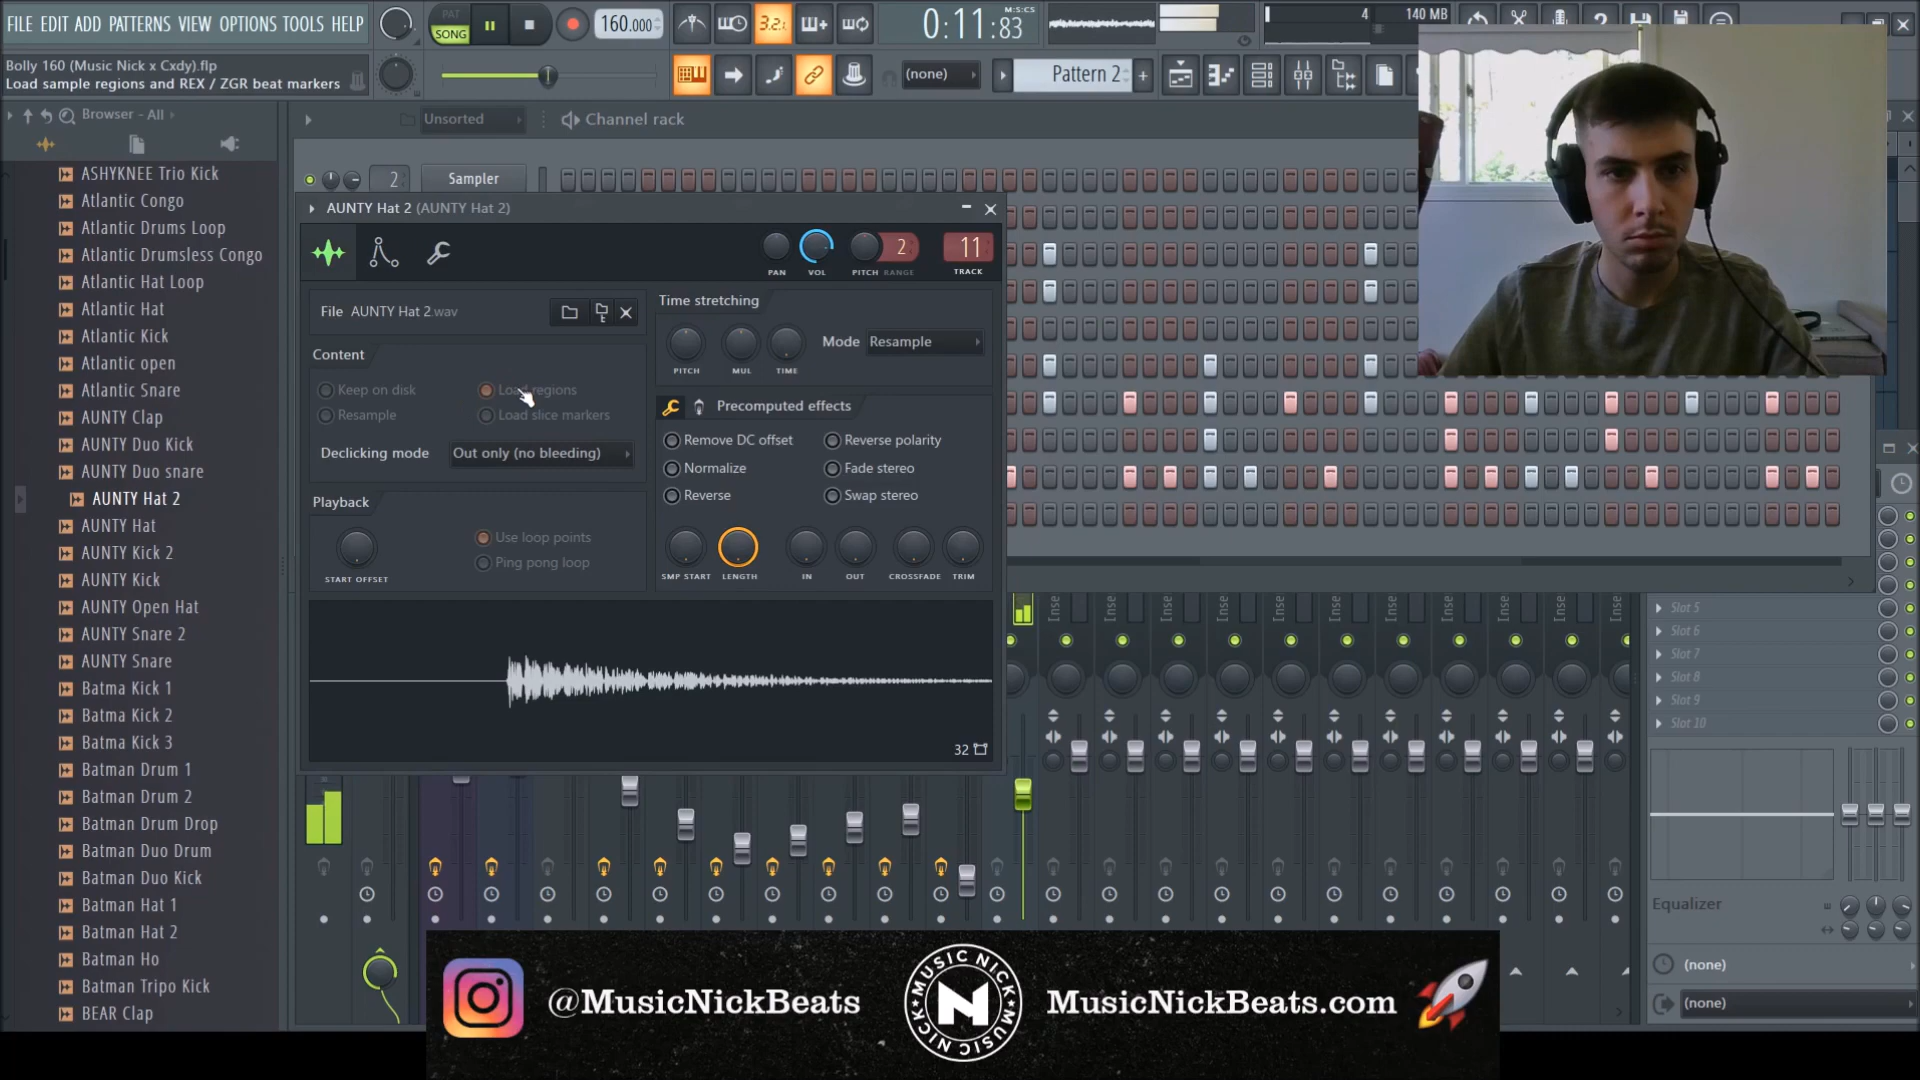 FILE EDIT ADD PATTERNS VIEW OPTIONS TOOLS HELP
PAT
SONG
160.000
3.2.1
0:11:83
M:S:CS
4
140 MB
Bolly 160 (Music Nick x Cxdy).flp
Load sample regions and REX / ZGR beat markers
(none)
Pattern 2
Browser - All
Unsorted
Channel rack
2
Sampler
AUNTY Hat 2 (AUNTY Hat 2)
PAN
VOL
PITCH
RANGE
2
11
TRACK
File AUNTY Hat 2.wav
Content
Keep on disk
Load regions
Resample
Load slice markers
Declicking mode
Out only (no bleeding)
Playback
START OFFSET
Use loop points
Ping pong loop
Time stretching
PITCH
MUL
TIME
Mode
Resample
Precomputed effects
Remove DC offset
Reverse polarity
Normalize
Fade stereo
Reverse
Swap stereo
SMP START
LENGTH
IN
OUT
CROSSFADE
TRIM
32
ASHYKNEE Trio Kick
Atlantic Congo
Atlantic Drums Loop
Atlantic Drumsless Congo
Atlantic Hat Loop
Atlantic Hat
Atlantic Kick
Atlantic open
Atlantic Snare
AUNTY Clap
AUNTY Duo Kick
AUNTY Duo snare
AUNTY Hat 2
AUNTY Hat
AUNTY Kick 2
AUNTY Kick
AUNTY Open Hat
AUNTY Snare 2
AUNTY Snare
Batma Kick 1
Batma Kick 2
Batma Kick 3
Batman Drum 1
Batman Drum 2
Batman Drum Drop
Batman Duo Drum
Batman Duo Kick
Batman Hat 1
Batman Hat 2
Batman Ho
Batman Tripo Kick
BEAR Clap
Slot 5
Slot 6
Slot 7
Slot 8
Slot 9
Slot 10
Equalizer
(none)
(none)
@MusicNickBeats
MUSIC NICK
N
MUSIC NICK
MusicNickBeats.com